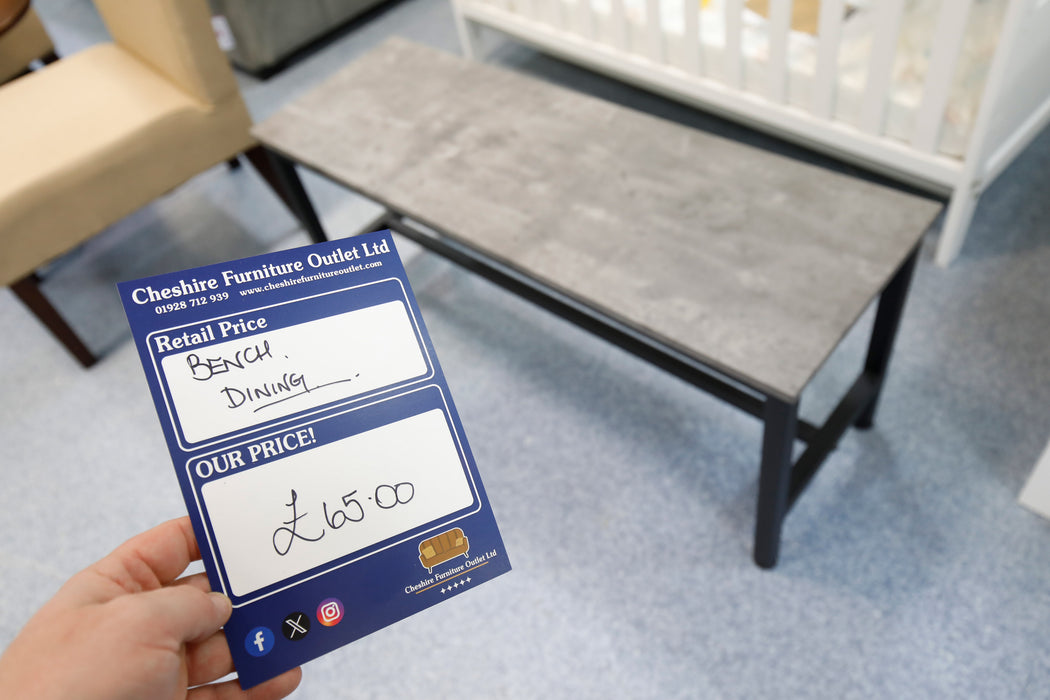 Cheshire Furniture Outlet Ltd
01928 712 939 www.cheshirefurnitureoutlet.com
Retail Price
BENCH.
DINING.
OUR PRICE!
£65.00
Cheshire Furniture Outlet Ltd